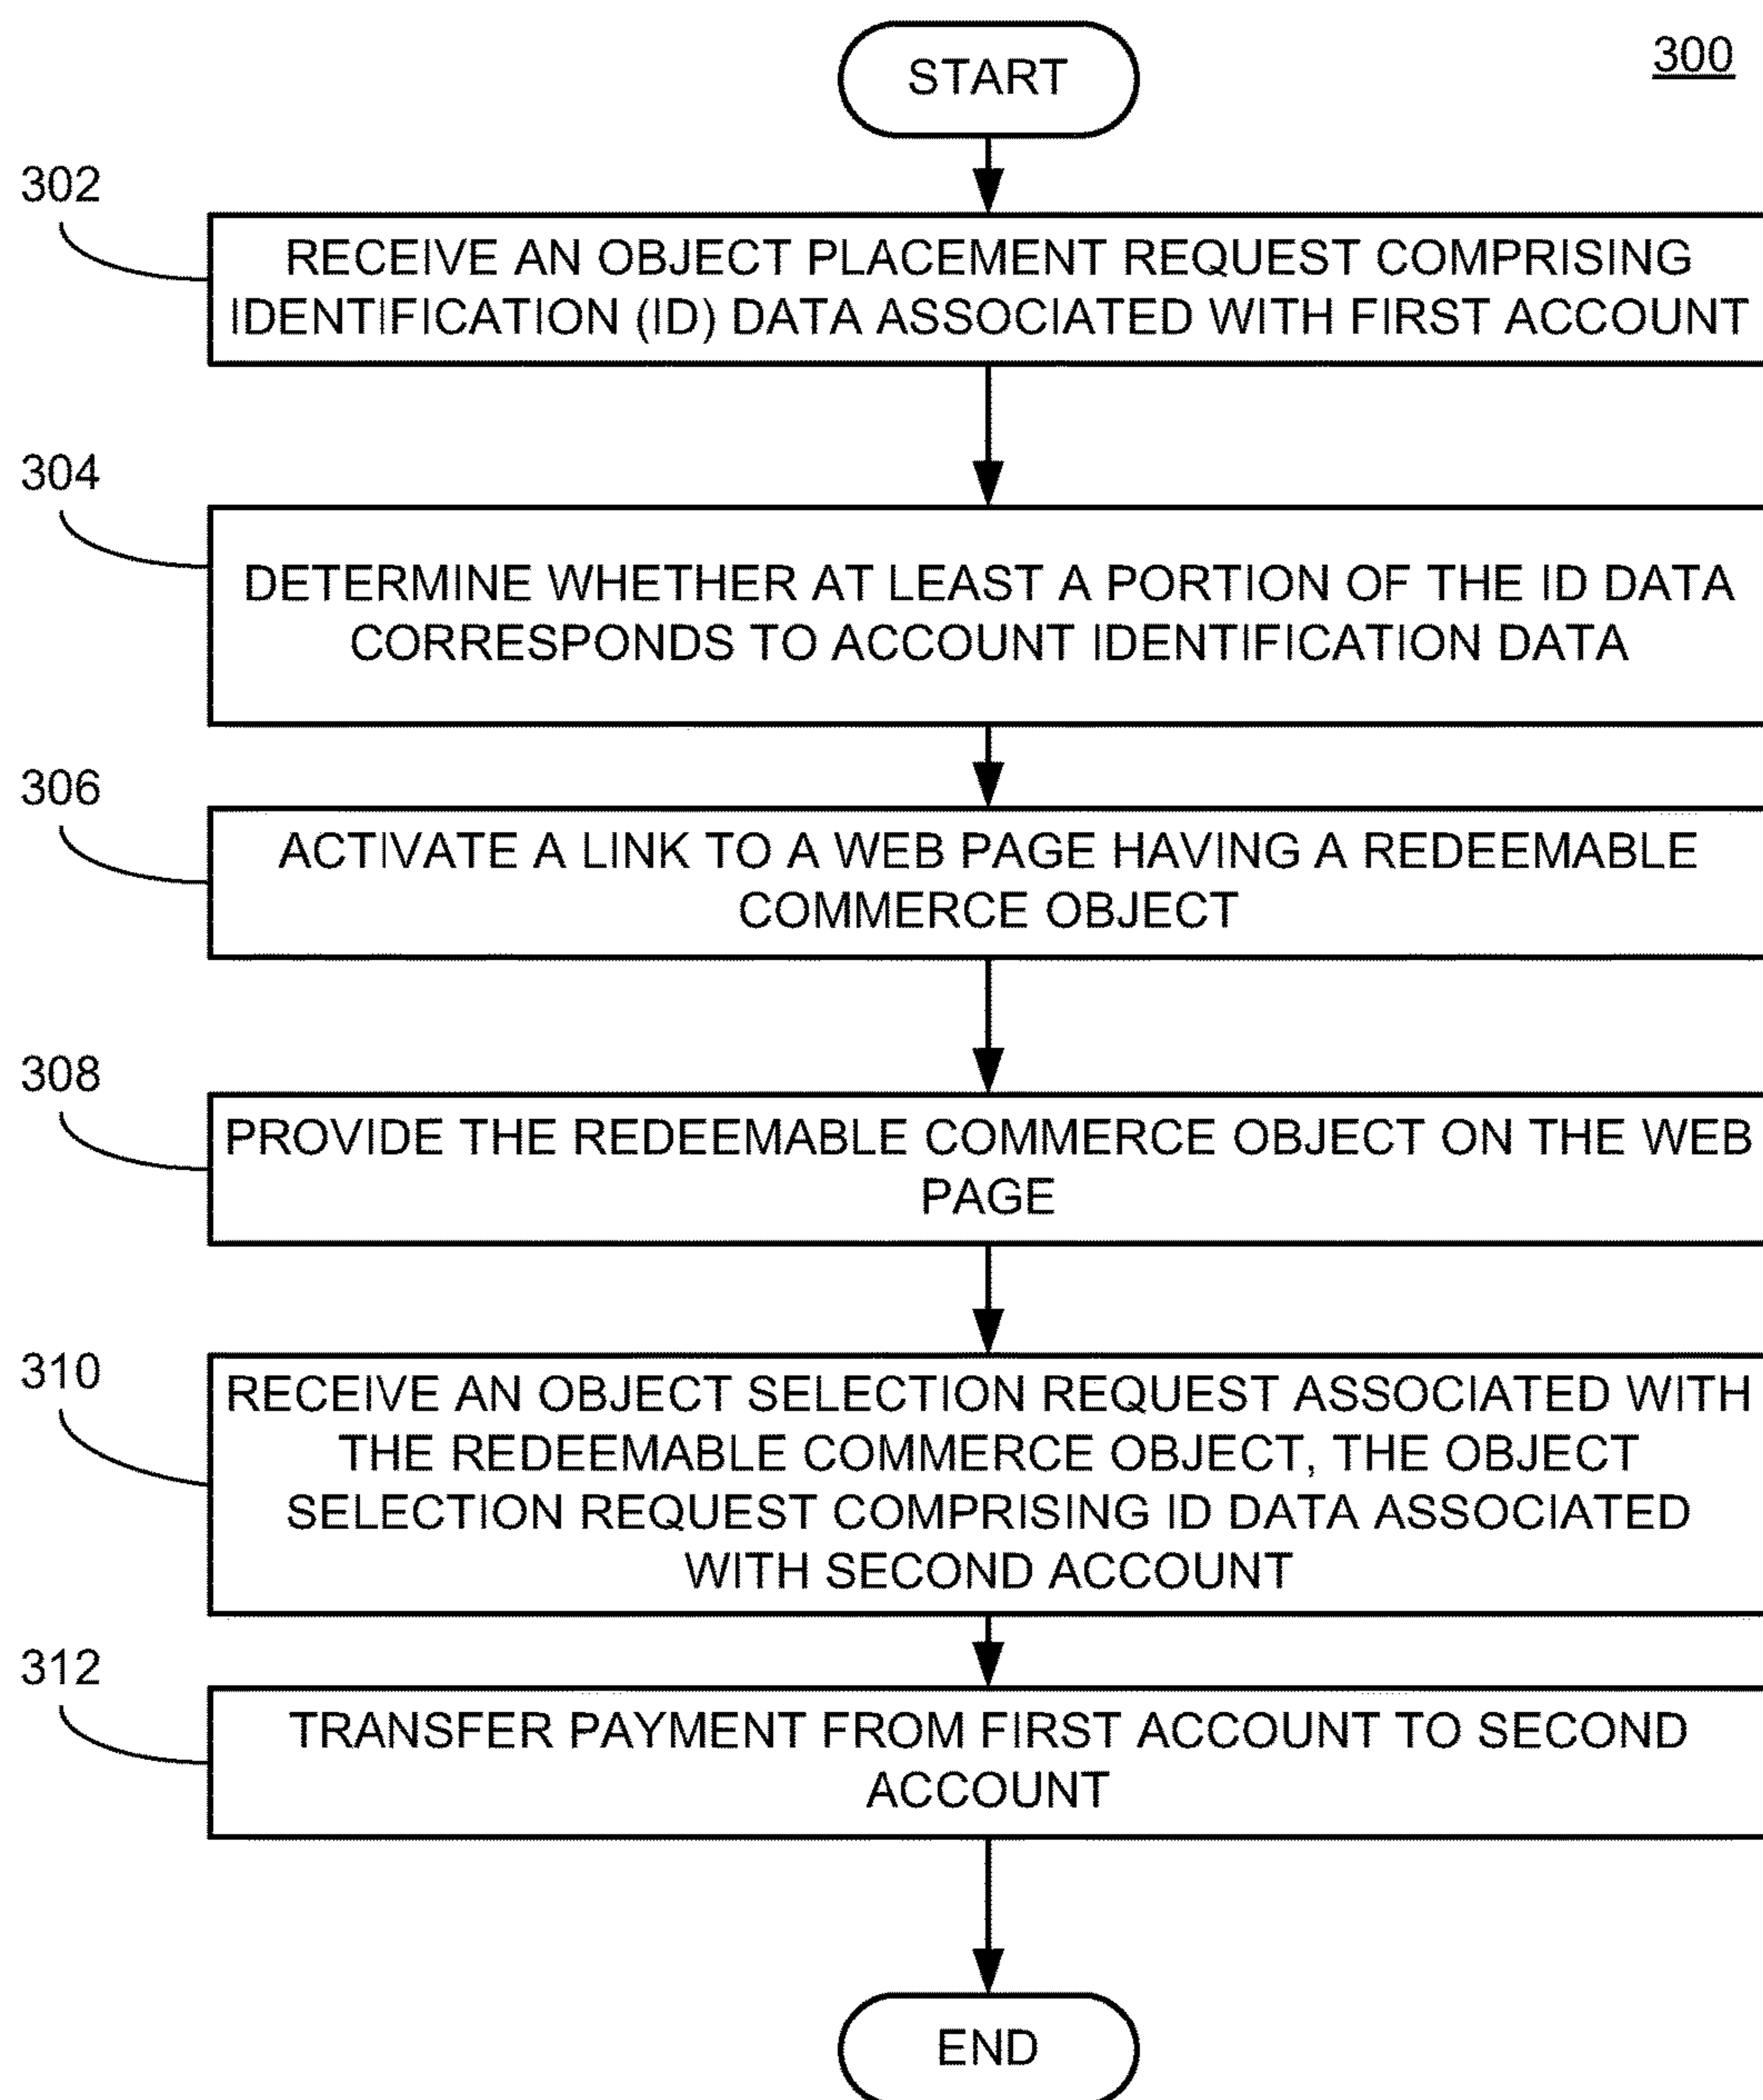 START
300
302
RECEIVE AN OBJECT PLACEMENT REQUEST COMPRISING
IDENTIFICATION (ID) DATA ASSOCIATED WITH FIRST ACCOUNT
304
DETERMINE WHETHER AT LEAST A PORTION OF THE ID DATA
CORRESPONDS TO ACCOUNT IDENTIFICATION DATA
306
ACTIVATE A LINK TO A WEB PAGE HAVING A REDEEMABLE
COMMERCE OBJECT
308
PROVIDE THE REDEEMABLE COMMERCE OBJECT ON THE WEB
PAGE
310
RECEIVE AN OBJECT SELECTION REQUEST ASSOCIATED WITH
THE REDEEMABLE COMMERCE OBJECT, THE OBJECT
SELECTION REQUEST COMPRISING ID DATA ASSOCIATED
WITH SECOND ACCOUNT
312
TRANSFER PAYMENT FROM FIRST ACCOUNT TO SECOND
ACCOUNT
END